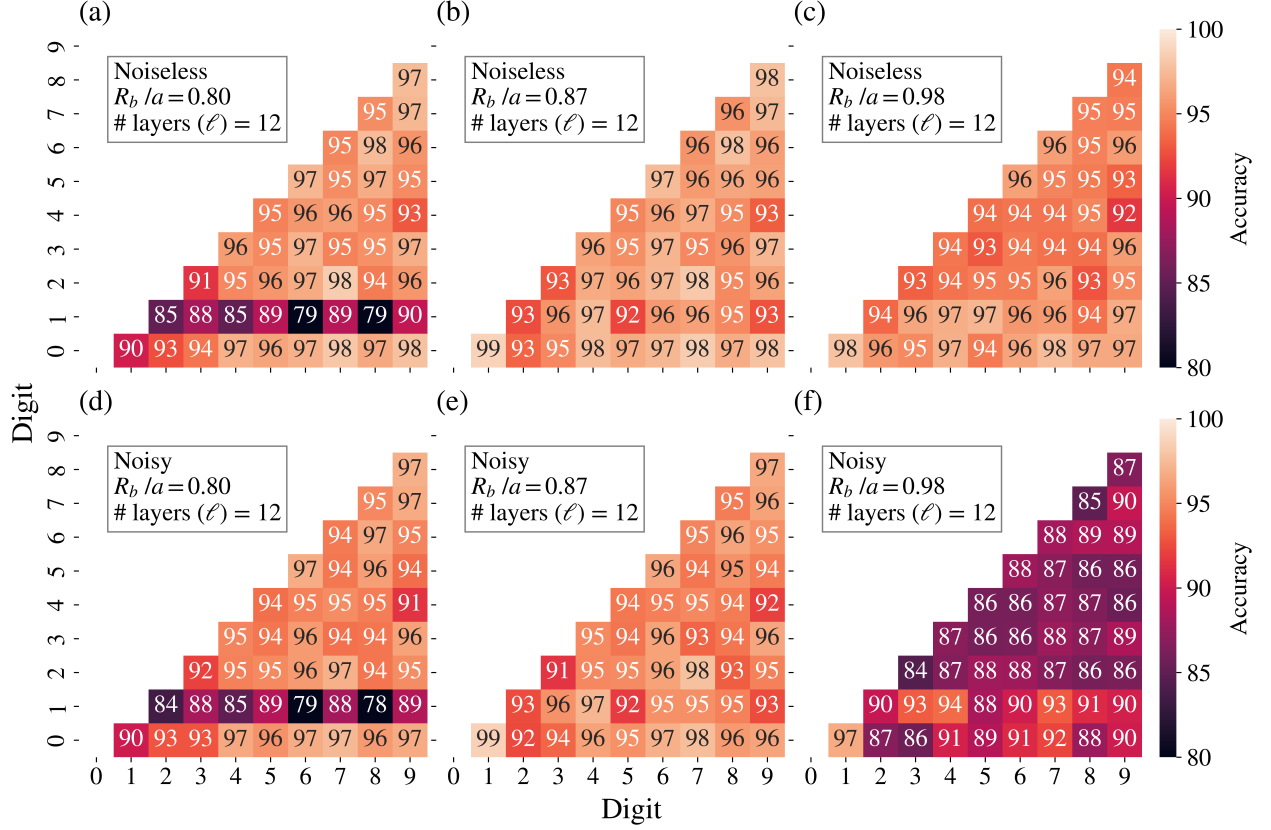 (a)
Noiseless
R_b/a = 0.80
# layers (ℓ) = 12
9
8 97
7 95 97
6 95 98 96
5 97 95 97 95
4 95 96 96 95 93
3 96 95 97 95 95 97
2 91 95 96 97 98 94 96
1 85 88 85 89 79 89 79 90
0 90 93 94 97 96 97 98 97 98
(b)
Noiseless
R_b/a = 0.87
# layers (ℓ) = 12
98
96 97
96 98 96
97 96 96 96
95 96 97 95 93
96 95 97 95 96 97
93 97 96 97 98 95 96
93 96 97 92 96 96 95 93
99 93 95 98 97 97 98 97 98
(c)
Noiseless
R_b/a = 0.98
# layers (ℓ) = 12
94
95 95
96 95 96
96 95 95 93
94 94 94 95 92
94 93 94 94 94 96
93 94 95 95 96 93 95
94 96 97 97 96 96 94 97
98 96 95 97 94 96 98 97 97
100
95
90
85
80
Accuracy
Digit
(d)
Noisy
R_b/a = 0.80
# layers (ℓ) = 12
9
8 97
7 95 97
6 94 97 95
5 97 94 96 94
4 94 95 95 95 91
3 95 94 96 94 94 96
2 92 95 95 96 97 94 95
1 84 88 85 89 79 88 78 89
0 90 93 93 97 96 97 97 96 97
0 1 2 3 4 5 6 7 8 9
(e)
Noisy
R_b/a = 0.87
# layers (ℓ) = 12
97
95 96
95 96 95
96 94 95 94
94 95 95 94 92
95 94 96 93 94 96
91 95 95 96 98 93 95
93 96 97 92 95 95 95 93
99 92 94 96 95 97 98 96 96
0 1 2 3 4 5 6 7 8 9
(f)
Noisy
R_b/a = 0.98
# layers (ℓ) = 12
87
85 90
88 89 89
88 87 86 86
86 86 87 87 86
87 86 86 88 87 89
84 87 88 88 87 86 86
90 93 94 88 90 93 91 90
97 87 86 91 89 91 92 88 90
0 1 2 3 4 5 6 7 8 9
100
95
90
85
80
Accuracy
Digit